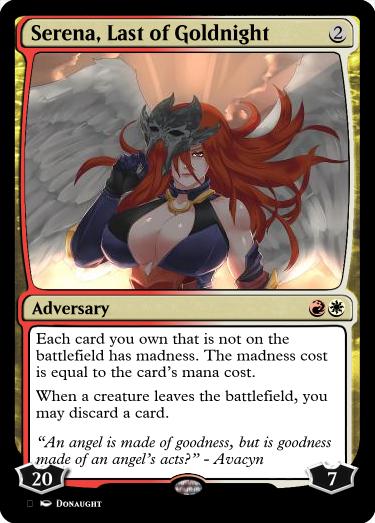 Serena, Last of Goldnight 2
Adversary
Each card you own that is not on the
battlefield has madness. The madness cost
is equal to the card's mana cost.
When a creature leaves the battlefield, you
may discard a card.
“An angel is made of goodness, but is goodness
made of an angel's acts?” - Avacyn
20 7
Donaught